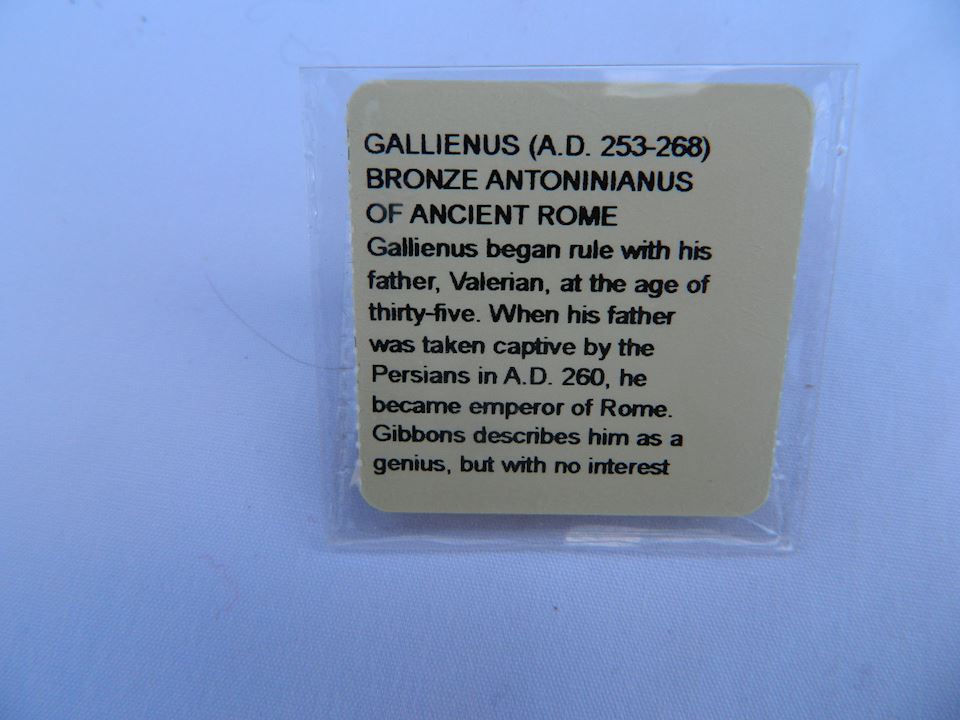 GALLIENUS (A.D. 253-268)
BRONZE ANTONINIANUS
OF ANCIENT ROME
Gallienus began rule with his
father, Valerian, at the age of
thirty-five. When his father
was taken captive by the
Persians in A.D. 260, he
became emperor of Rome.
Gibbons describes him as a
genius, but with no interest